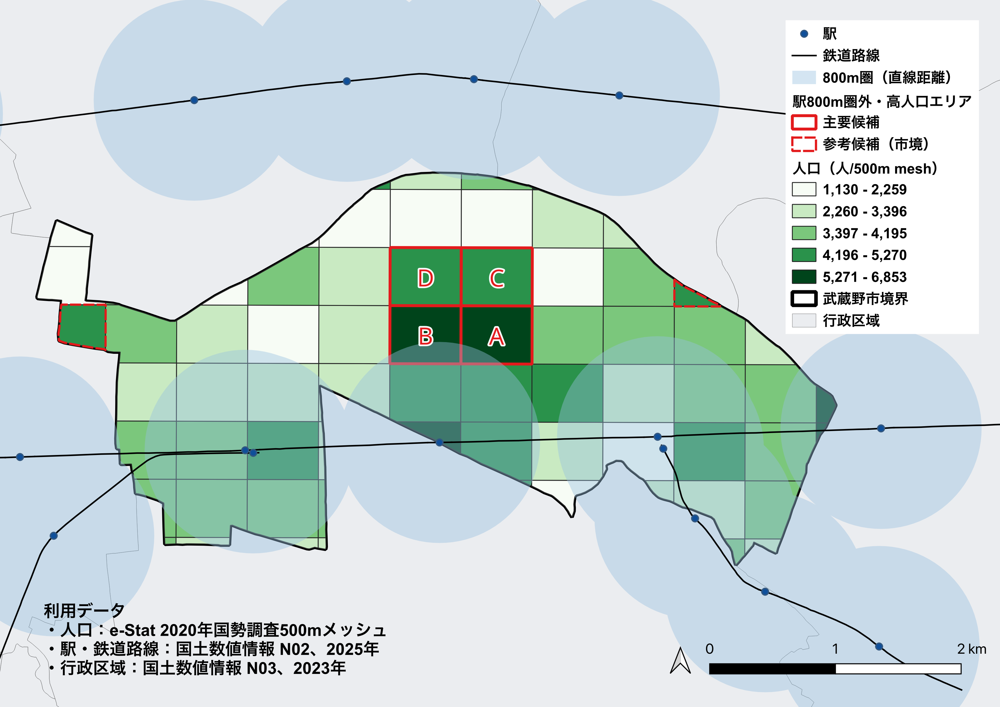 駅
鉄道路線
800m圏（直線距離）
駅800m圏外・高人口エリア
主要候補
参考候補（市境）
人口（人/500m mesh）
1,130 - 2,259
2,260 - 3,396
3,397 - 4,195
4,196 - 5,270
5,271 - 6,853
武蔵野市境界
行政区域
D
C
B
A
利用データ
・人口：e-Stat 2020年国勢調査500mメッシュ
・駅・鉄道路線：国土数値情報 N02、2025年
・行政区域：国土数値情報 N03、2023年
0 1 2 km